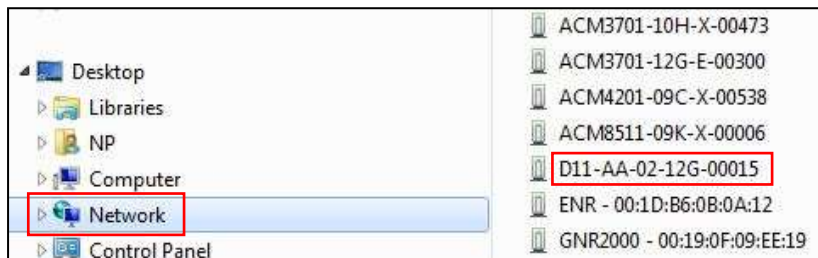 Desktop
Libraries
NP
Computer
Network
Control Panel
ACM3701-10H-X-00473
ACM3701-12G-E-00300
ACM4201-09C-X-00538
ACM8511-09K-X-00006
D11-AA-02-12G-00015
ENR - 00:1D:B6:0B:0A:12
GNR2000 - 00:19:0F:09:EE:19